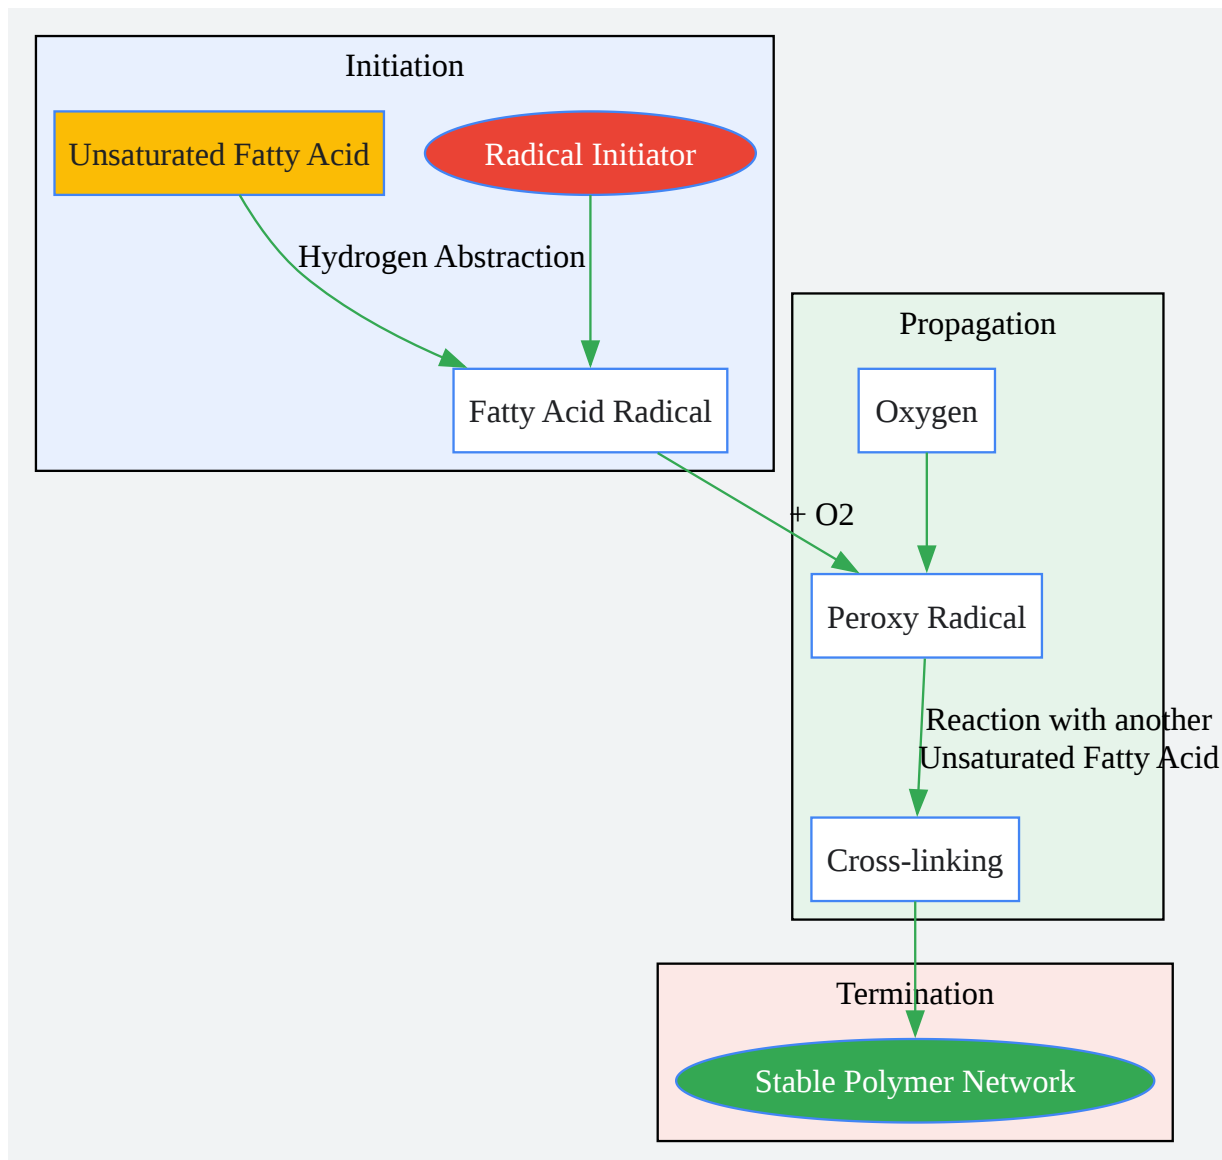 Initiation
Unsaturated Fatty Acid
Radical Initiator
Hydrogen Abstraction
Fatty Acid Radical
Propagation
Oxygen
+ O2
Peroxy Radical
Reaction with another
Unsaturated Fatty Acid
Cross-linking
Termination
Stable Polymer Network